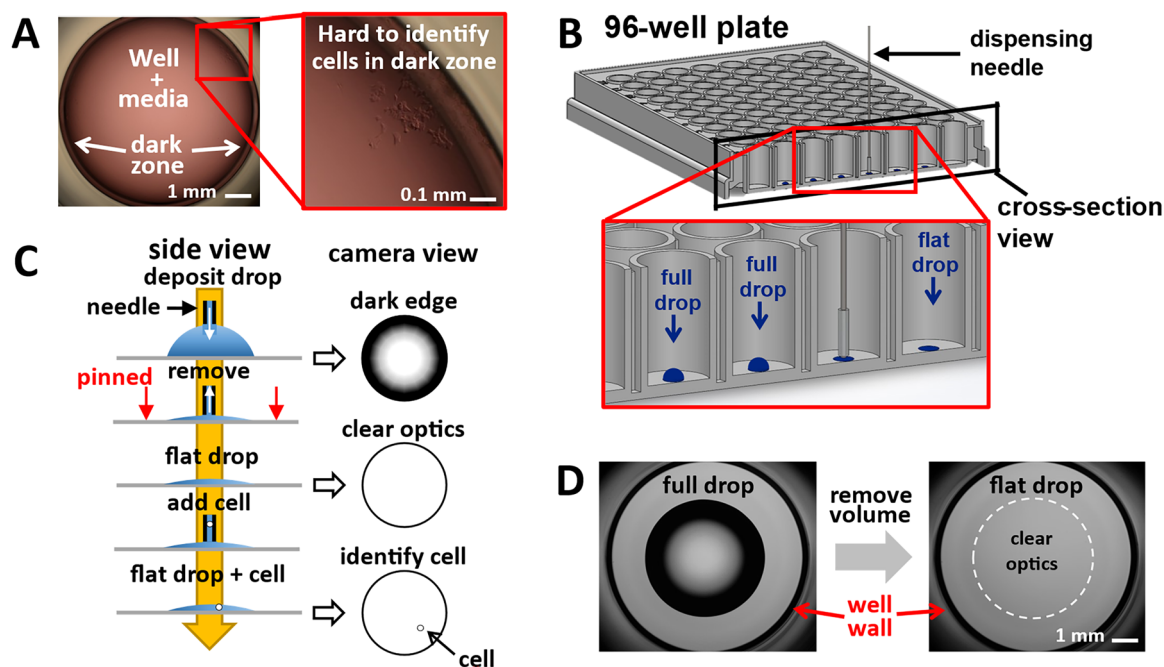 A
Well
+
media
dark
zone
1 mm
Hard to identify
cells in dark zone
0.1 mm
B
96-well plate
dispensing
needle
cross-section
view
full
drop
full
drop
flat
drop
C
side view
deposit drop
needle
remove
pinned
flat drop
add cell
flat drop + cell
camera view
dark edge
clear optics
identify cell
cell
D
full drop
remove
volume
flat drop
clear
optics
well
wall
1 mm